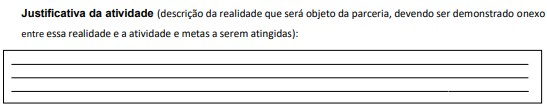 Justificativa da atividade (descrição da realidade que será objeto da parceria, devendo ser demonstrado onexo
entre essa realidade e a atividade e metas a serem atingidas):